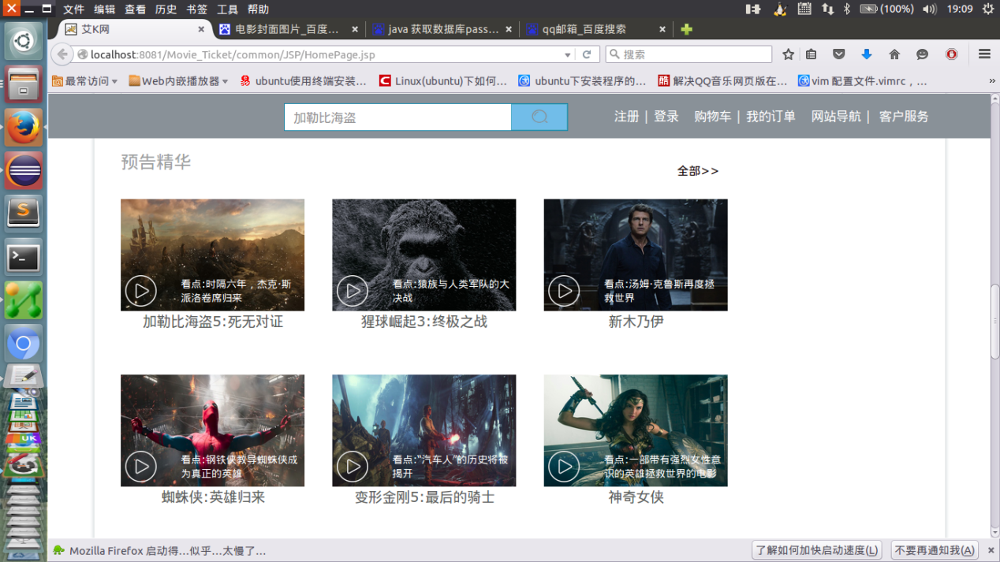 文件 编辑 查看 历史 书签 工具 帮助
(100%) 19:09
艾K网
电影封面图片_百度…
java 获取数据库pass…
qq邮箱_百度搜索
localhost:8081/Movie_Ticket/common/JSP/HomePage.jsp
搜索
最常访问
Web内嵌播放器
ubuntu使用终端安装…
Linux(ubuntu)下如何…
ubuntu下安装程序的…
解决QQ音乐网页版在…
vim 配置文件.vimrc，…
加勒比海盗
注册 | 登录 购物车 | 我的订单 网站导航 | 客户服务
预告精华
全部>>
看点:时隔六年，杰克·斯
派洛卷席归来
加勒比海盗5:死无对证
看点:猿族与人类军队的大
决战
猩球崛起3:终极之战
看点:汤姆·克鲁斯再度拯
救世界
新木乃伊
看点:钢铁侠教导蜘蛛侠成
为真正的英雄
蜘蛛侠:英雄归来
看点:“汽车人”的历史将被
揭开
变形金刚5:最后的骑士
看点:一部带有强烈女性意
识的英雄拯救世界的电影
神奇女侠
UK
Mozilla Firefox 启动得…似乎…太慢了…
了解如何加快启动速度(L)
不要再通知我(A)